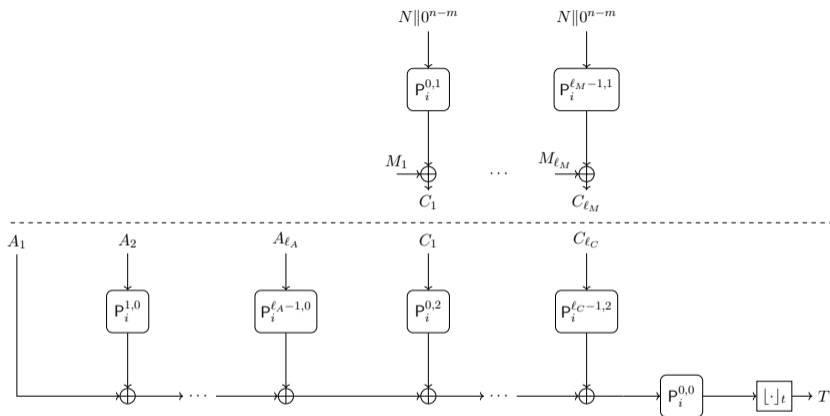 N‖0ⁿ⁻ᵐ N‖0ⁿ⁻ᵐ
P_i^{0,1} P_i^{ℓ_M−1,1}
M_1 ⊕ ··· M_{ℓ_M} ⊕
C_1 C_{ℓ_M}
A_1 A_2 A_{ℓ_A} C_1 C_{ℓ_C}
P_i^{1,0} P_i^{ℓ_A−1,0} P_i^{0,2} P_i^{ℓ_C−1,2}
⊕ ··· ⊕ ⊕ ··· ⊕ P_i^{0,0} ⌊·⌋_t T